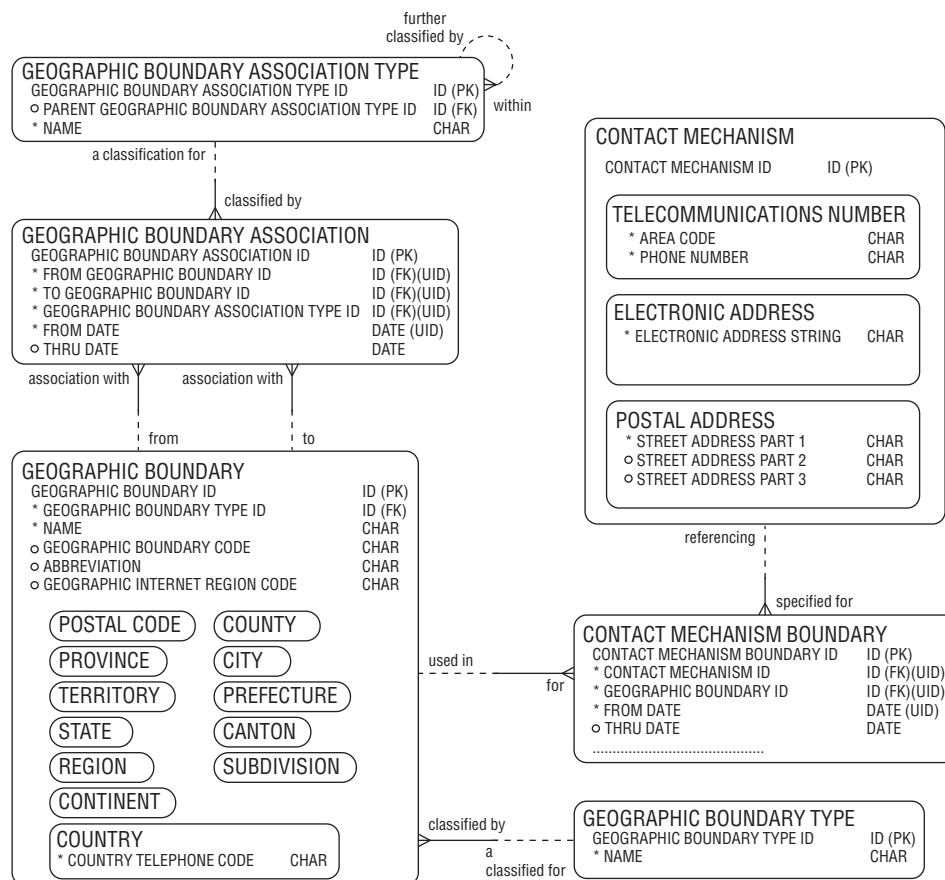 further
classified by
GEOGRAPHIC BOUNDARY ASSOCIATION TYPE
GEOGRAPHIC BOUNDARY ASSOCIATION TYPE ID ID (PK)
o PARENT GEOGRAPHIC BOUNDARY ASSOCIATION TYPE ID ID (FK)
* NAME CHAR
within
a classification for
classified by
GEOGRAPHIC BOUNDARY ASSOCIATION
GEOGRAPHIC BOUNDARY ASSOCIATION ID ID (PK)
* FROM GEOGRAPHIC BOUNDARY ID ID (FK)(UID)
* TO GEOGRAPHIC BOUNDARY ID ID (FK)(UID)
* GEOGRAPHIC BOUNDARY ASSOCIATION TYPE ID ID (FK)(UID)
* FROM DATE DATE (UID)
o THRU DATE DATE
association with association with
from to
GEOGRAPHIC BOUNDARY
GEOGRAPHIC BOUNDARY ID ID (PK)
* GEOGRAPHIC BOUNDARY TYPE ID ID (FK)
* NAME CHAR
o GEOGRAPHIC BOUNDARY CODE CHAR
o ABBREVIATION CHAR
o GEOGRAPHIC INTERNET REGION CODE CHAR
POSTAL CODE COUNTY
PROVINCE CITY
TERRITORY PREFECTURE
STATE CANTON
REGION SUBDIVISION
CONTINENT
COUNTRY
* COUNTRY TELEPHONE CODE CHAR
CONTACT MECHANISM
CONTACT MECHANISM ID ID (PK)
TELECOMMUNICATIONS NUMBER
* AREA CODE CHAR
* PHONE NUMBER CHAR
ELECTRONIC ADDRESS
* ELECTRONIC ADDRESS STRING CHAR
POSTAL ADDRESS
* STREET ADDRESS PART 1 CHAR
o STREET ADDRESS PART 2 CHAR
o STREET ADDRESS PART 3 CHAR
referencing
specified for
used in
for
CONTACT MECHANISM BOUNDARY
CONTACT MECHANISM BOUNDARY ID ID (PK)
* CONTACT MECHANISM ID ID (FK)(UID)
* GEOGRAPHIC BOUNDARY ID ID (FK)(UID)
* FROM DATE DATE (UID)
o THRU DATE DATE
...........................................
classified by
a
classified for
GEOGRAPHIC BOUNDARY TYPE
GEOGRAPHIC BOUNDARY TYPE ID ID (PK)
* NAME CHAR